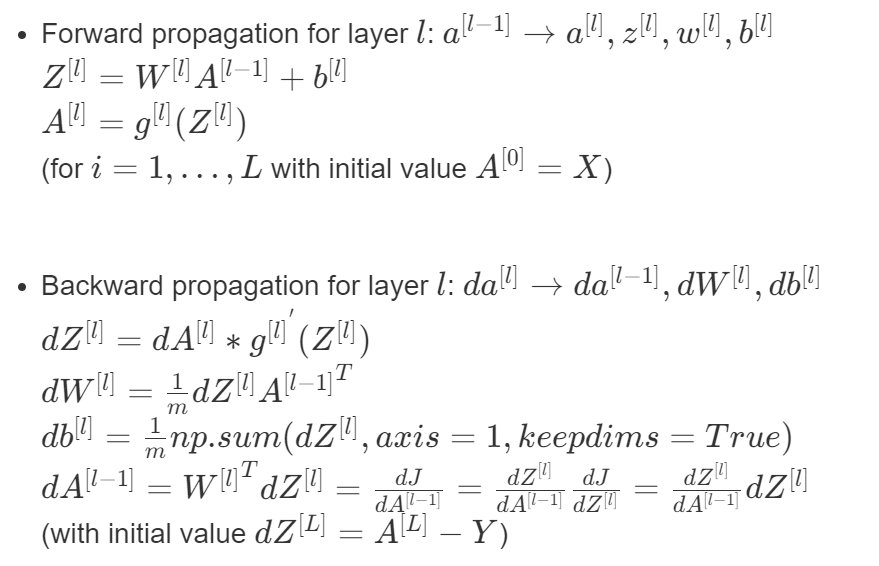 • Forward propagation for layer $l$: $a^{[l-1]} \rightarrow a^{[l]}, z^{[l]}, w^{[l]}, b^{[l]}$
$Z^{[l]} = W^{[l]} A^{[l-1]} + b^{[l]}$
$A^{[l]} = g^{[l]}(Z^{[l]})$
(for $i = 1, \ldots, L$ with initial value $A^{[0]} = X$)
• Backward propagation for layer $l$: $da^{[l]} \rightarrow da^{[l-1]}, dW^{[l]}, db^{[l]}$
$dZ^{[l]} = dA^{[l]} * g^{[l]'}(Z^{[l]})$
$dW^{[l]} = \frac{1}{m} dZ^{[l]} A^{[l-1]T}$
$db^{[l]} = \frac{1}{m} np.sum(dZ^{[l]}, axis = 1, keepdims = True)$
$dA^{[l-1]} = W^{[l]T} dZ^{[l]} = \frac{dJ}{dA^{[l-1]}} = \frac{dZ^{[l]}}{dA^{[l-1]}} \frac{dJ}{dZ^{[l]}} = \frac{dZ^{[l]}}{dA^{[l-1]}} dZ^{[l]}$
(with initial value $dZ^{[L]} = A^{[L]} - Y$)